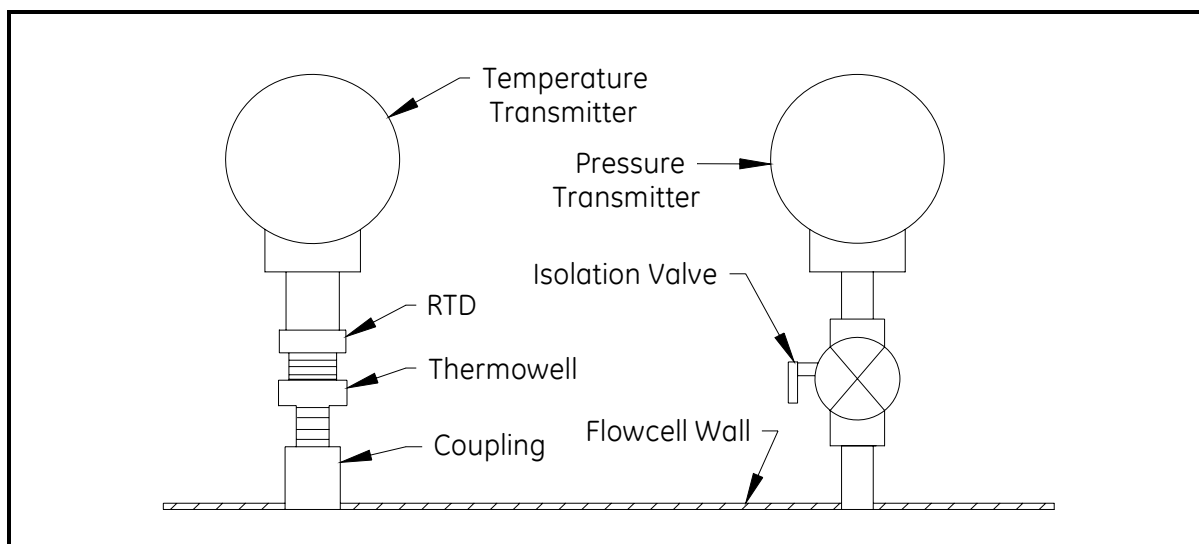 Temperature
Transmitter
Pressure
Transmitter
Isolation Valve
RTD
Thermowell
Coupling
Flowcell Wall